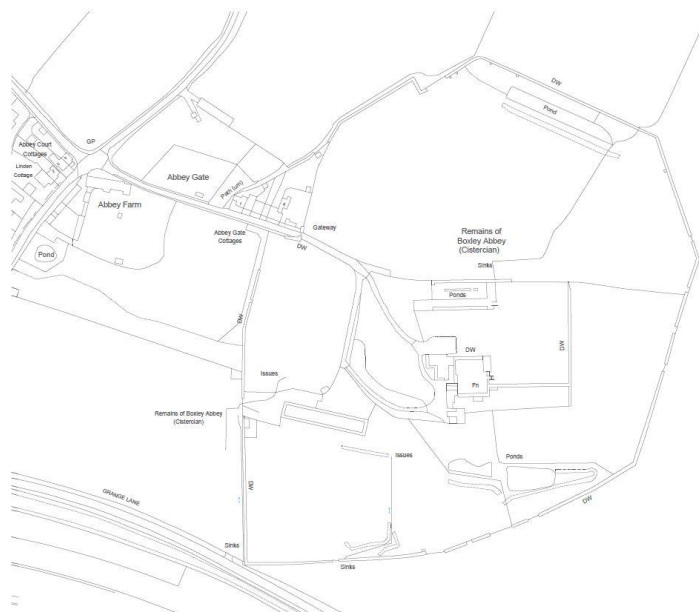 DW
Pond
GP
Abbey Court
Cottages
Linden
Cottage
Abbey Gate
Path (um)
Abbey Farm
Gateway
Abbey Gate
Cottages
DW
Remains of
Boxley Abbey
(Cistercian)
Sinks
Pond
Ponds
DW
DW
DW
Fn
Issues
Remains of Boxley Abbey
(Cistercian)
Issues
Ponds
DW
DW
GRANGE LANE
Sinks
Sinks